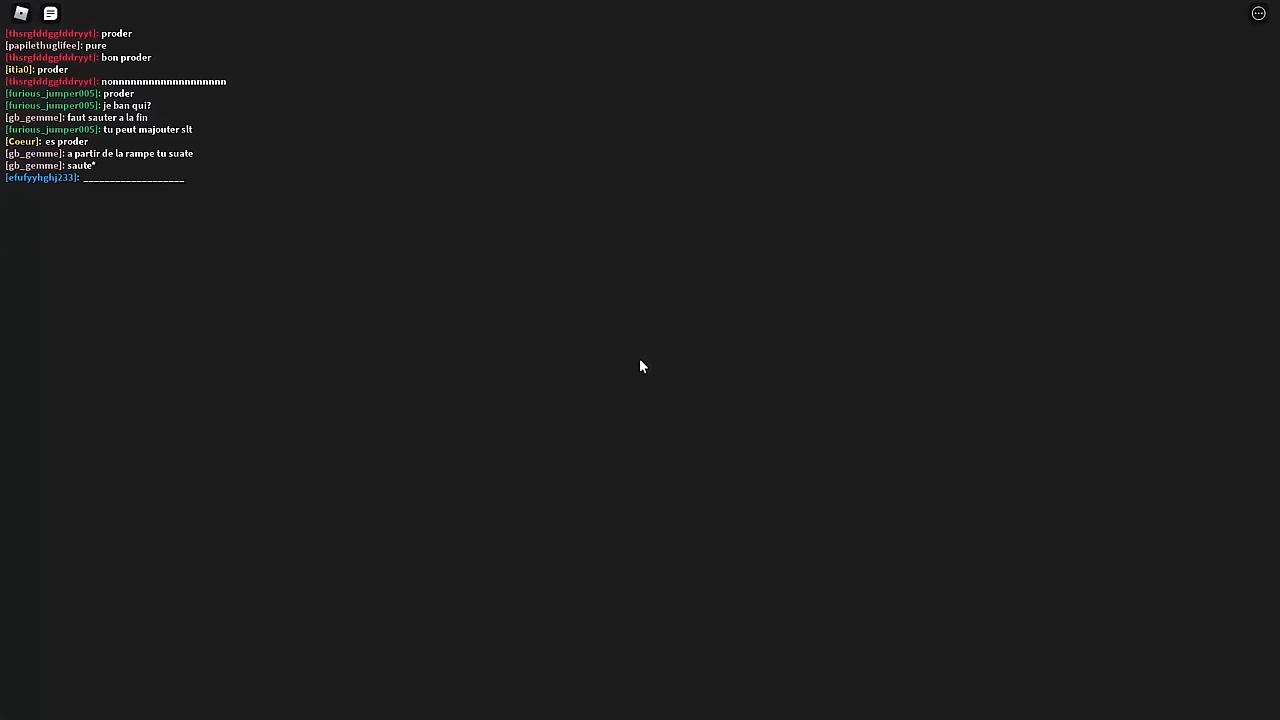 [thsrgfddggfddryyt]: proder
[papilethuglifee]: pure
[thsrgfddggfddryyt]: bon proder
[itia0]: proder
[thsrgfddggfddryyt]: nonnnnnnnnnnnnnnnnnnn
[furious_jumper005]: proder
[furious_jumper005]: je ban qui?
[gb_gemme]: faut sauter a la fin
[furious_jumper005]: tu peut majouter slt
[Coeur]: es proder
[gb_gemme]: a partir de la rampe tu suate
[gb_gemme]: saute*
[efufyyhghj233]: ___________________